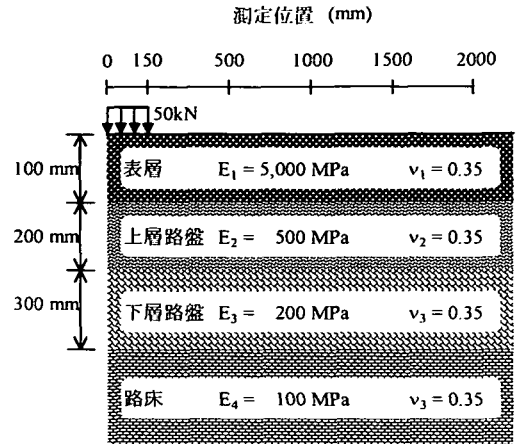 測定位置 (mm)
0 150 500 1000 1500 2000
50kN
100 mm
表層 E1 = 5,000 MPa ν1 = 0.35
200 mm
上層路盤 E2 = 500 MPa ν2 = 0.35
300 mm
下層路盤 E3 = 200 MPa ν3 = 0.35
路床 E4 = 100 MPa ν3 = 0.35